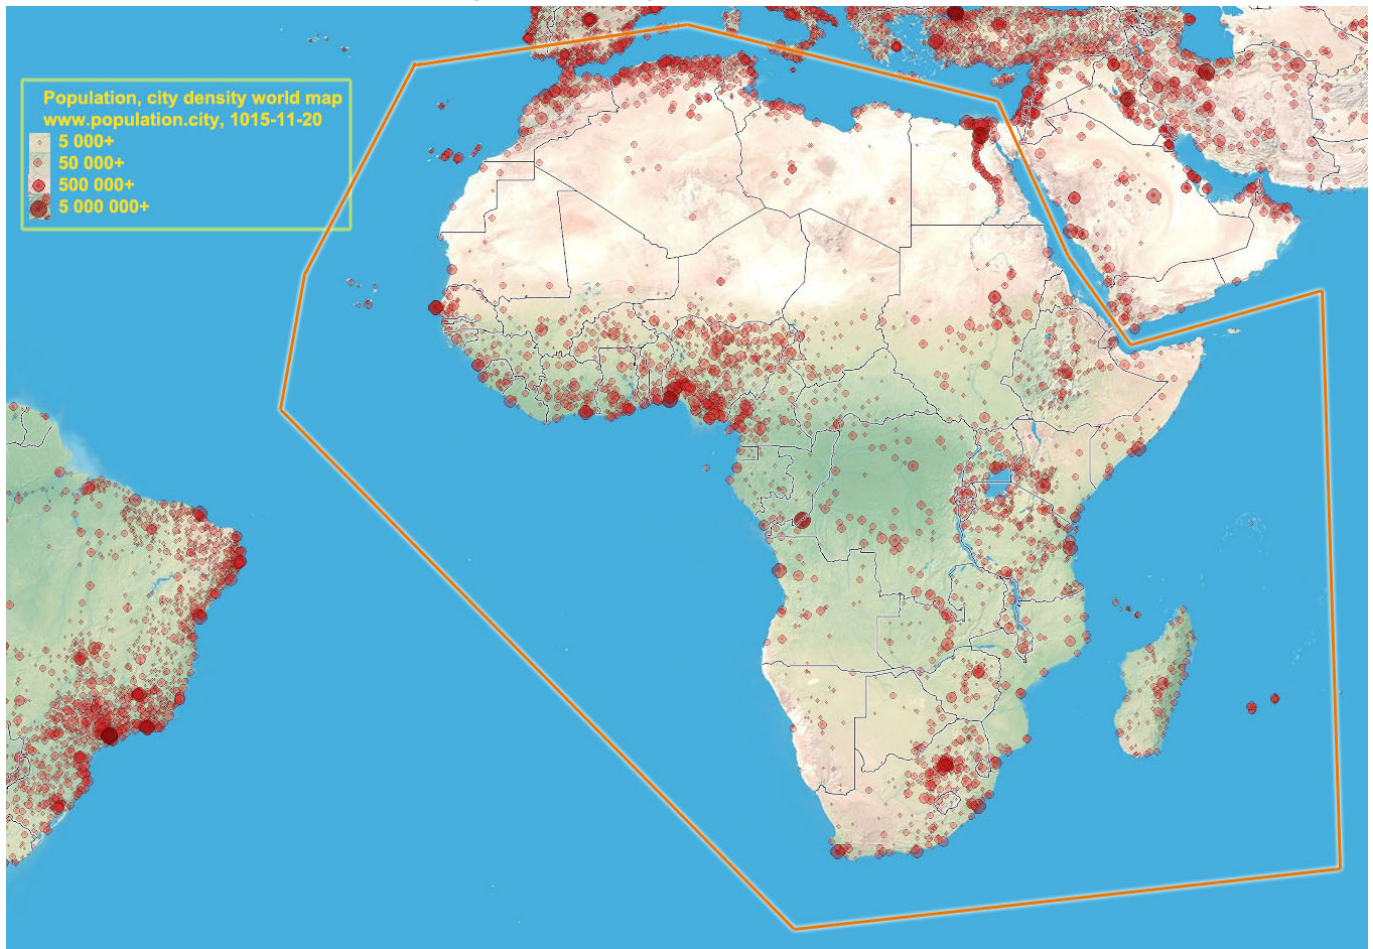 Population, city density world map
www.population.city, 1015-11-20
5 000+
50 000+
500 000+
5 000 000+